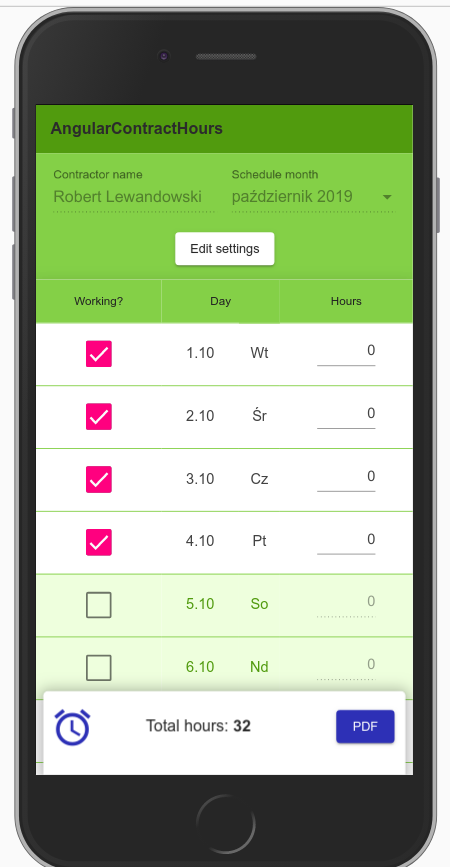 AngularContractHours
Contractor name Schedule month
Robert Lewandowski październik 2019
Edit settings
Working? Day Hours
1.10 Wt 0
2.10 Śr 0
3.10 Cz 0
4.10 Pt 0
5.10 So 0
6.10 Nd 0
Total hours: 32 PDF